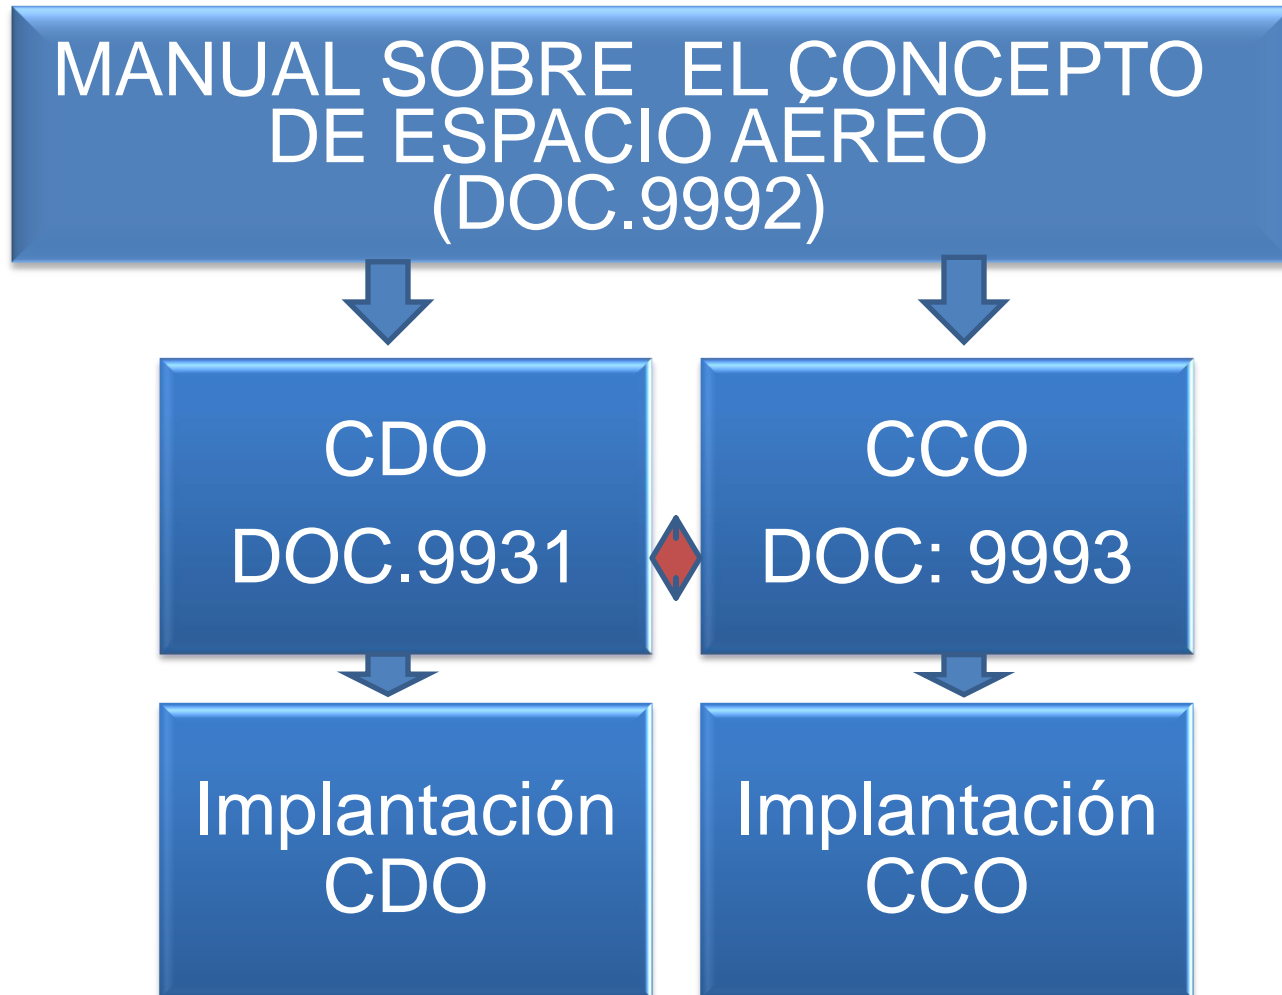 MANUAL SOBRE EL CONCEPTO
DE ESPACIO AÉREO
(DOC.9992)
CDO
DOC.9931
CCO
DOC: 9993
Implantación
CDO
Implantación
CCO